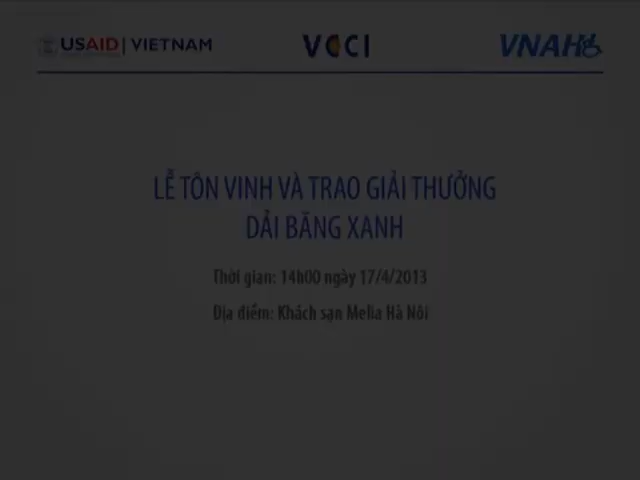 USAID | VIETNAM
VCCI
VNAH
LỄ TÔN VINH VÀ TRAO GIẢI THƯỞNG
DẢI BĂNG XANH
Thời gian: 14h00 ngày 17/4/2013
Địa điểm: Khách sạn Melia Hà Nội